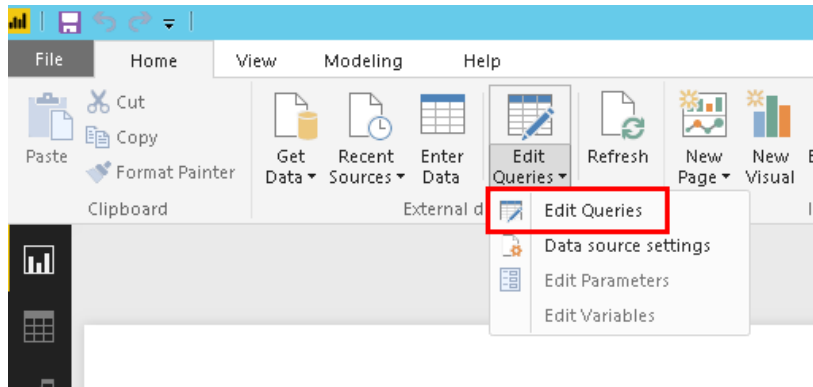 File Home View Modeling Help
Cut
Copy
Format Painter
Paste
Get Data
Recent Sources
Enter Data
Edit Queries
Refresh
New Page
New Visual
Clipboard
External d
Edit Queries
Data source settings
Edit Parameters
Edit Variables